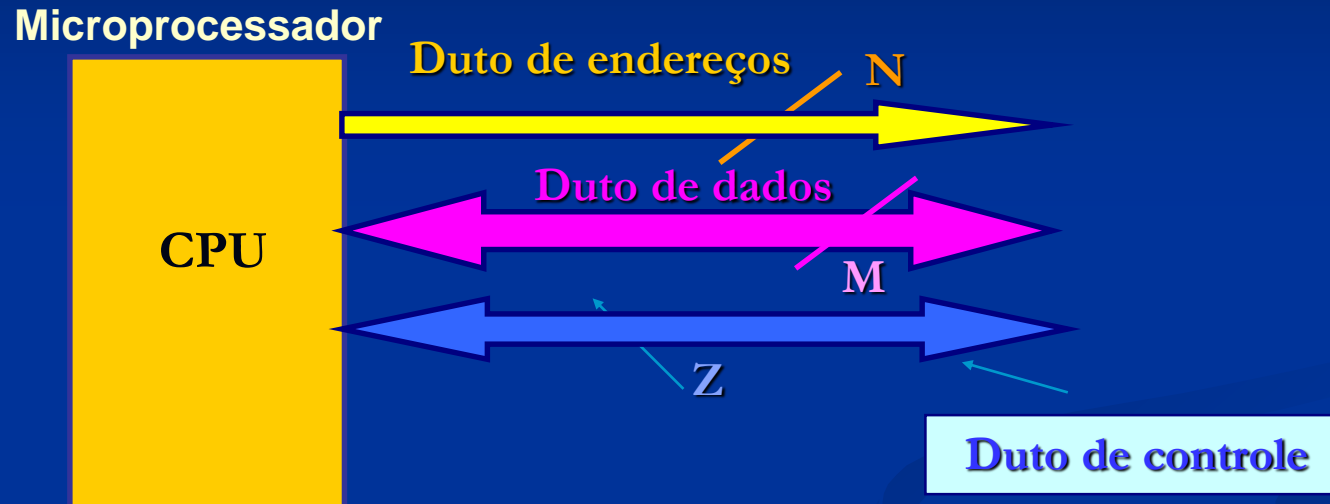 Microprocessador
Duto de endereços
N
Duto de dados
CPU
M
Z
Duto de controle